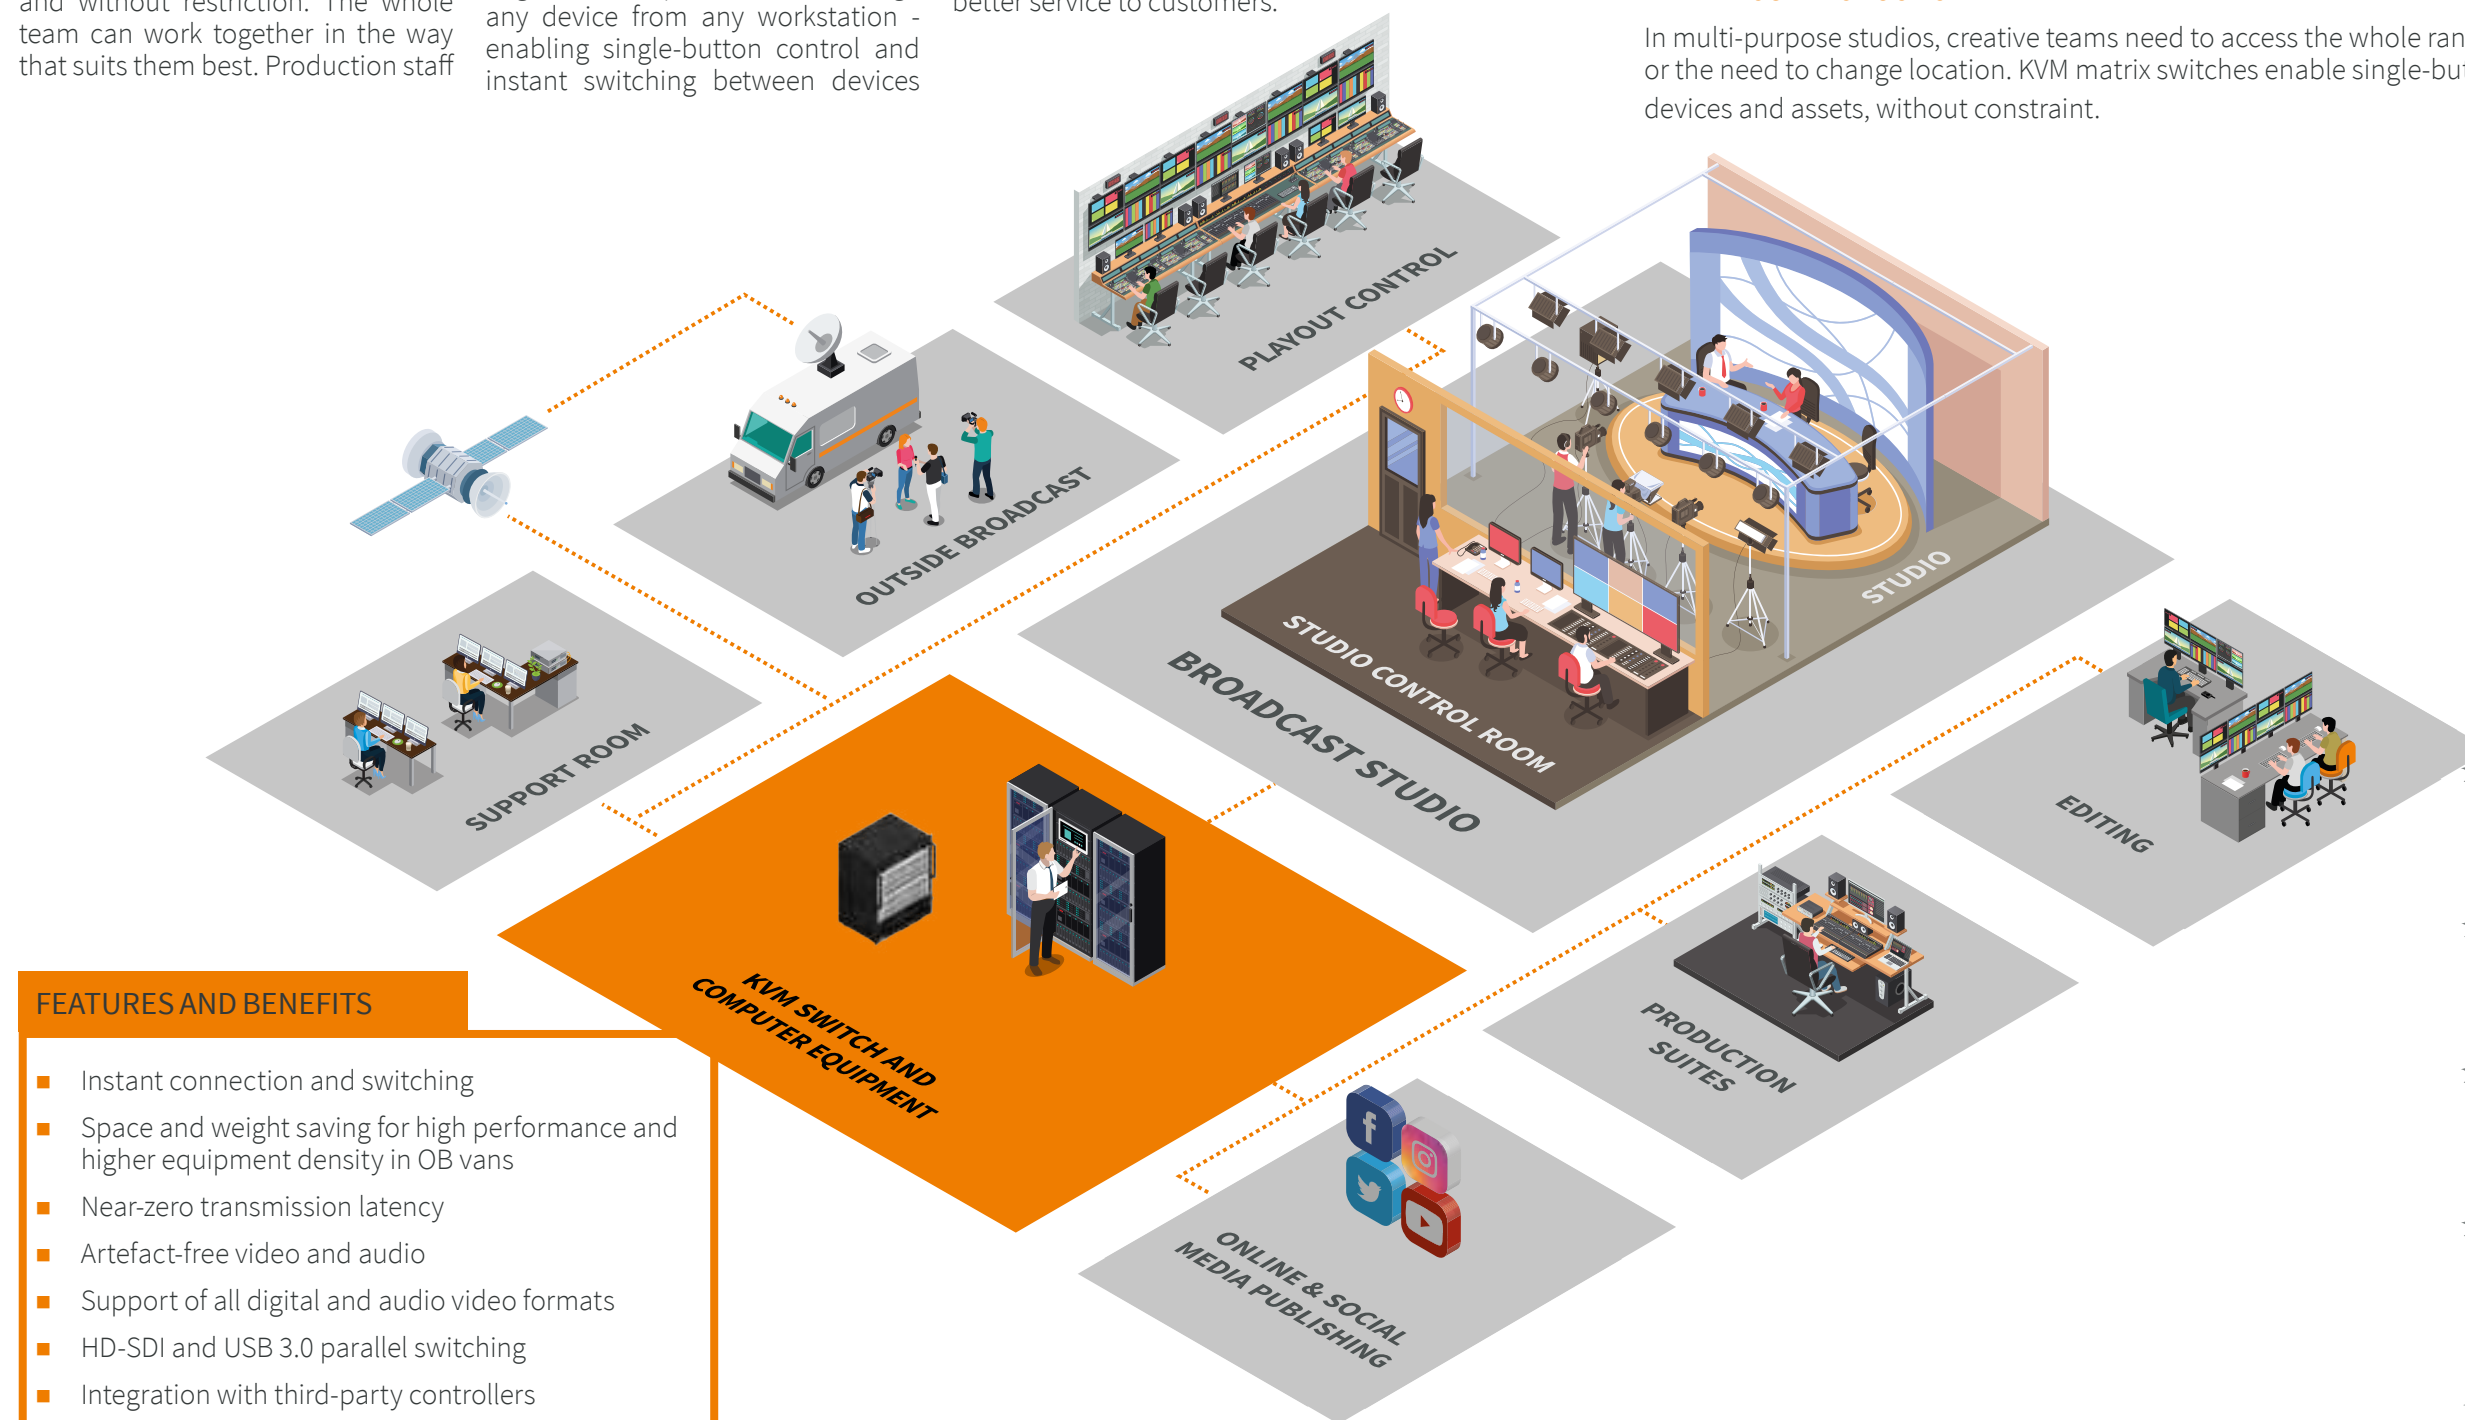 and without restriction. The whole
team can work together in the way
that suits them best. Production staff
any device from any workstation -
enabling single-button control and
instant switching between devices
better service to customers.
In multi-purpose studios, creative teams need to access the whole ran
or the need to change location. KVM matrix switches enable single-but
devices and assets, without constraint.
PLAYOUT CONTROL
OUTSIDE BROADCAST
STUDIO
STUDIO CONTROL ROOM
BROADCAST STUDIO
SUPPORT ROOM
EDITING
PRODUCTION
SUITES
KVM SWITCH AND
COMPUTER EQUIPMENT
ONLINE & SOCIAL
MEDIA PUBLISHING
FEATURES AND BENEFITS
Instant connection and switching
Space and weight saving for high performance and
higher equipment density in OB vans
Near-zero transmission latency
Artefact-free video and audio
Support of all digital and audio video formats
HD-SDI and USB 3.0 parallel switching
Integration with third-party controllers